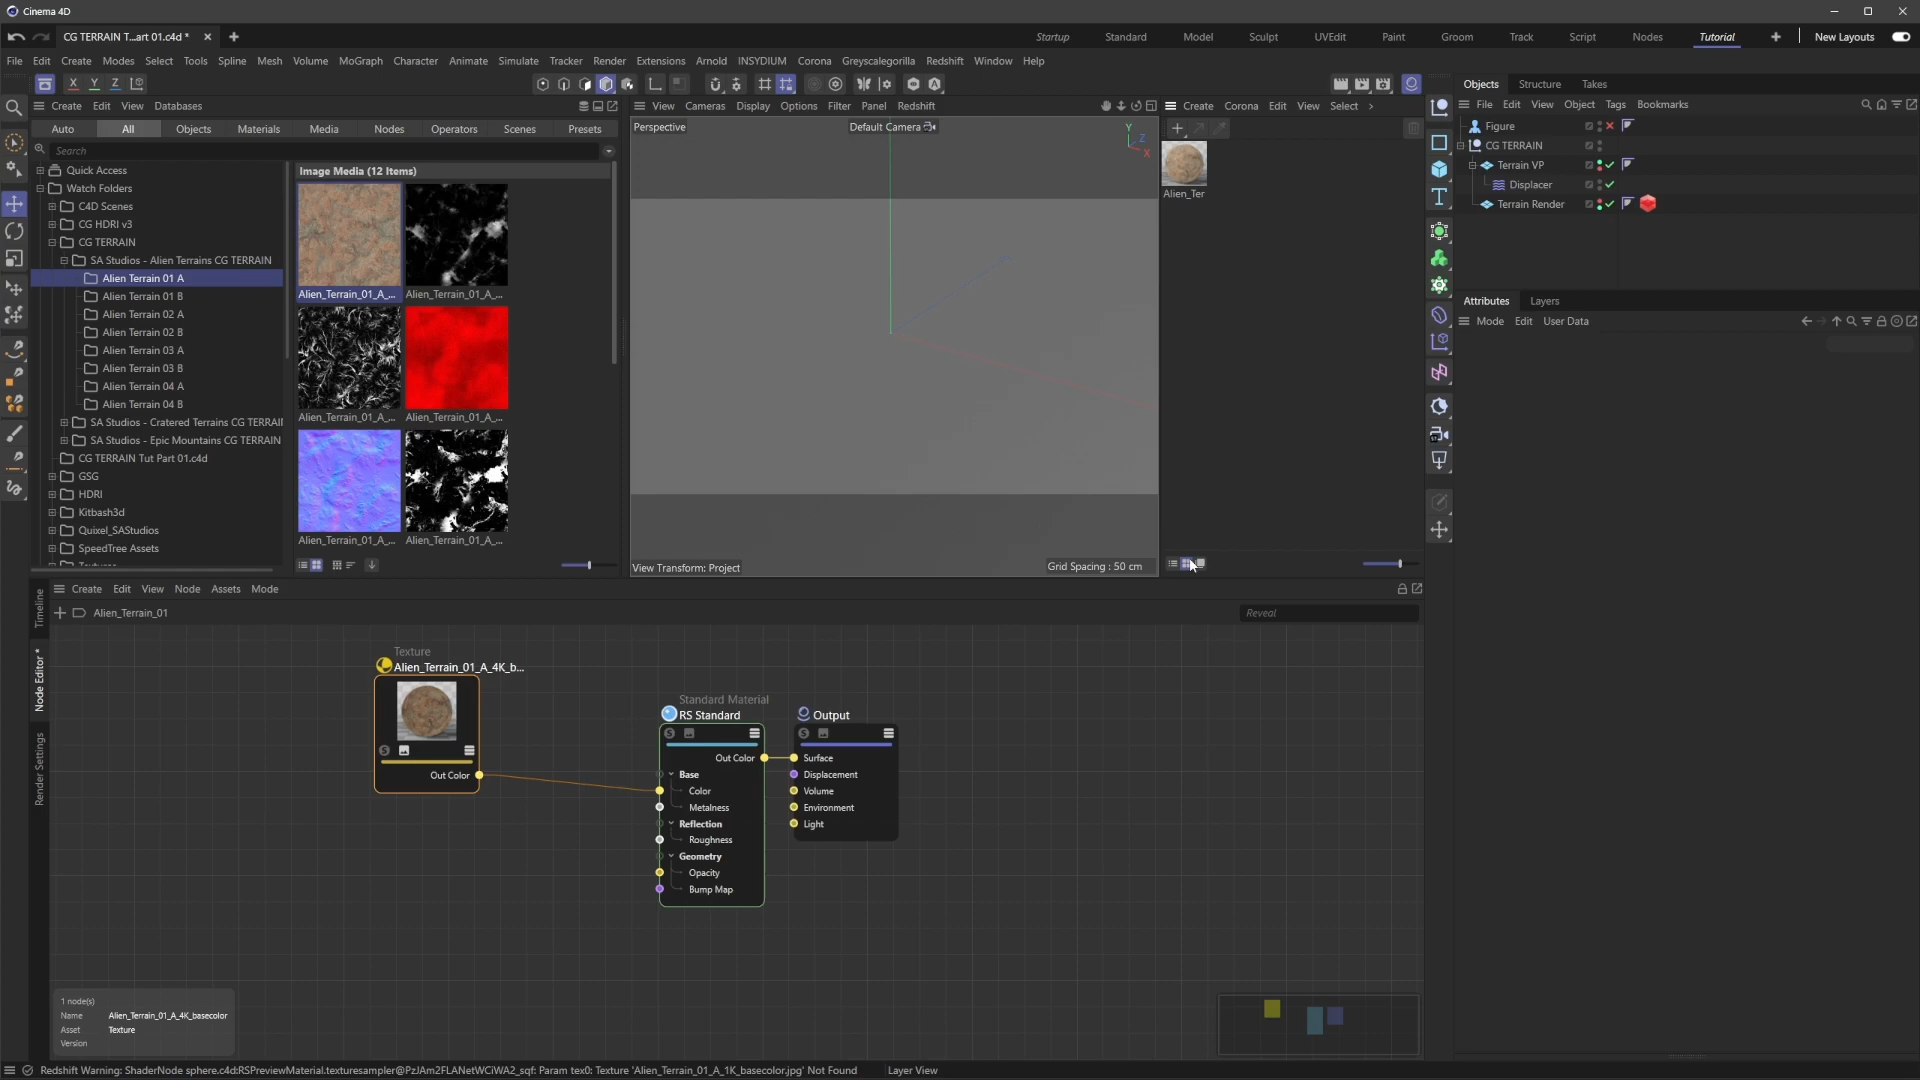 Cinema 4D
CG TERRAIN T...art 01.c4d *
Startup Standard Model Sculpt UVEdit Paint Groom Track Script Nodes Tutorial New Layouts
File Edit Create Modes Select Tools Spline Mesh Volume MoGraph Character Animate Simulate Tracker Render Extensions Arnold INSYDIUM Corona Greyscalegorilla Redshift Window Help
X Y Z
Create Edit View Databases
Auto All Objects Materials Media Nodes Operators Scenes Presets
Search
Quick Access
Watch Folders
C4D Scenes
CG HDRI v3
CG TERRAIN
SA Studios - Alien Terrains CG TERRAIN
Alien Terrain 01 A
Alien Terrain 01 B
Alien Terrain 02 A
Alien Terrain 02 B
Alien Terrain 03 A
Alien Terrain 03 B
Alien Terrain 04 A
Alien Terrain 04 B
SA Studios - Cratered Terrains CG TERRAI
SA Studios - Epic Mountains CG TERRAIN
CG TERRAIN Tut Part 01.c4d
GSG
HDRI
Kitbash3d
Quixel_SAStudios
SpeedTree Assets
Image Media (12 Items)
Alien_Terrain_01_A_... Alien_Terrain_01_A_...
Alien_Terrain_01_A_... Alien_Terrain_01_A_...
Alien_Terrain_01_A_... Alien_Terrain_01_A_...
View Cameras Display Options Filter Panel Redshift
Perspective
Default Camera
Y
Z
X
View Transform: Project
Grid Spacing : 50 cm
Create Corona Edit View Select
Alien_Ter
Objects Structure Takes
File Edit View Object Tags Bookmarks
Figure
CG TERRAIN
Terrain VP
Displacer
Terrain Render
Attributes Layers
Mode Edit User Data
Timeline
Node Editor *
Render Settings
Create Edit View Node Assets Mode
Alien_Terrain_01
Reveal
Texture
Alien_Terrain_01_A_4K_b...
S
Out Color
Standard Material
RS Standard
S
Out Color
Base
Color
Metalness
Reflection
Roughness
Geometry
Opacity
Bump Map
Output
S
Surface
Displacement
Volume
Environment
Light
1 node(s)
Name Alien_Terrain_01_A_4K_basecolor
Asset Texture
Version
Redshift Warning: ShaderNode sphere.c4d:RSPreviewMaterial.texturesampler@PzJAm2FLANetWCiWA2_sqf: Param tex0: Texture 'Alien_Terrain_01_A_1K_basecolor.jpg' Not Found
Layer View